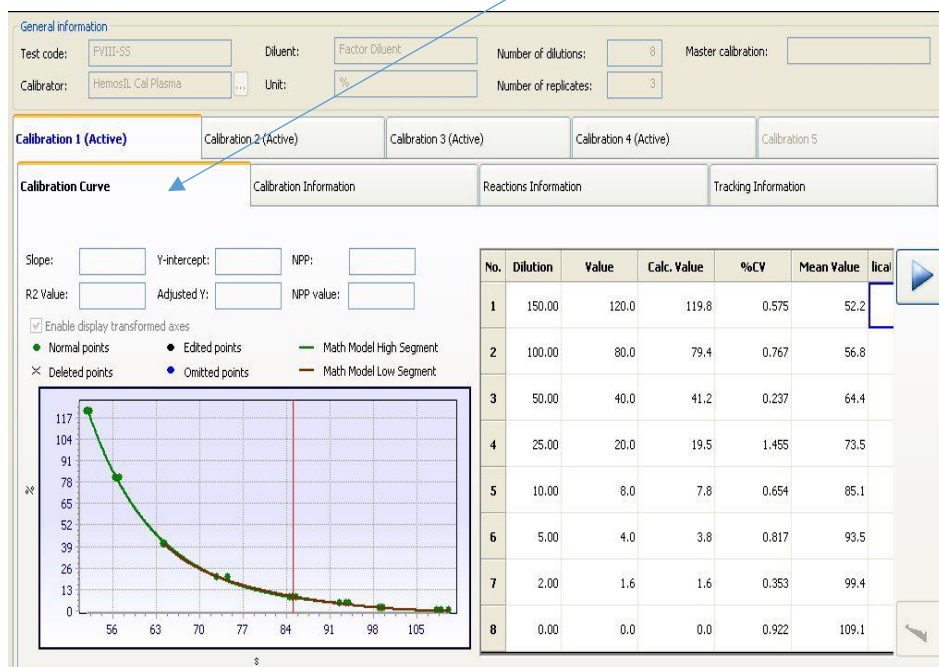 General information
Test code: FVIII-SS Diluent: Factor Diluent Number of dilutions: 8 Master calibration:
Calibrator: HemosIL Cal Plasma ... Unit: % Number of replicates: 3
Calibration 1 (Active) Calibration 2 (Active) Calibration 3 (Active) Calibration 4 (Active) Calibration 5
Calibration Curve Calibration Information Reactions Information Tracking Information
Slope: Y-intercept: NPP:
R2 Value: Adjusted Y: NPP value:
Enable display transformed axes
Normal points Edited points Math Model High Segment
Deleted points Omitted points Math Model Low Segment
117
104
91
78
65
52
39
26
13
0
%
56 63 70 77 84 91 98 105
s
No. Dilution Value Calc. Value %CV Mean Value lica
1 150.00 120.0 119.8 0.575 52.2
2 100.00 80.0 79.4 0.767 56.8
3 50.00 40.0 41.2 0.237 64.4
4 25.00 20.0 19.5 1.455 73.5
5 10.00 8.0 7.8 0.654 85.1
6 5.00 4.0 3.8 0.817 93.5
7 2.00 1.6 1.6 0.353 99.4
8 0.00 0.0 0.0 0.922 109.1